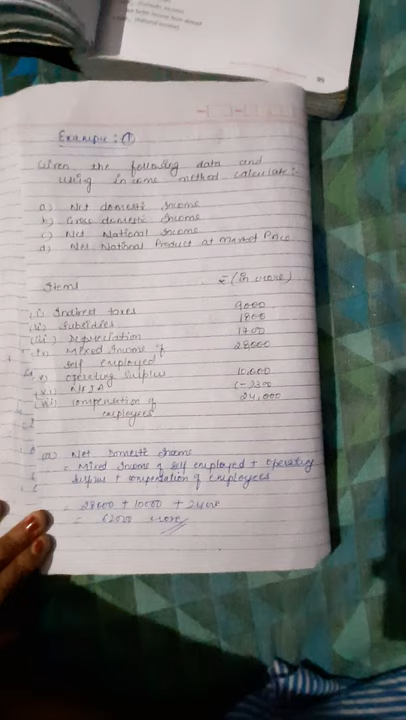 Example : 1
Given the following data and
using income method calculate :
a) Net domestic Income
b) Gross domestic Income
c) Net National Income
d) Net National Product at Market Price
Items ₹ (in crore)
(i) Indirect taxes 9000
(ii) Subsidies 1800
(iii) Depreciation 1700
(iv) Mixed Income of 28000
self employed
(v) Operating Surplus 10,000
(vi) NFIA (-)300
(vii) compensation of 24,000
employees
(a) Net Domestic Income
= Mixed Income of self employed + Operating
Surplus + compensation of employees
= 28000 + 10000 + 24000
= 62000 crore